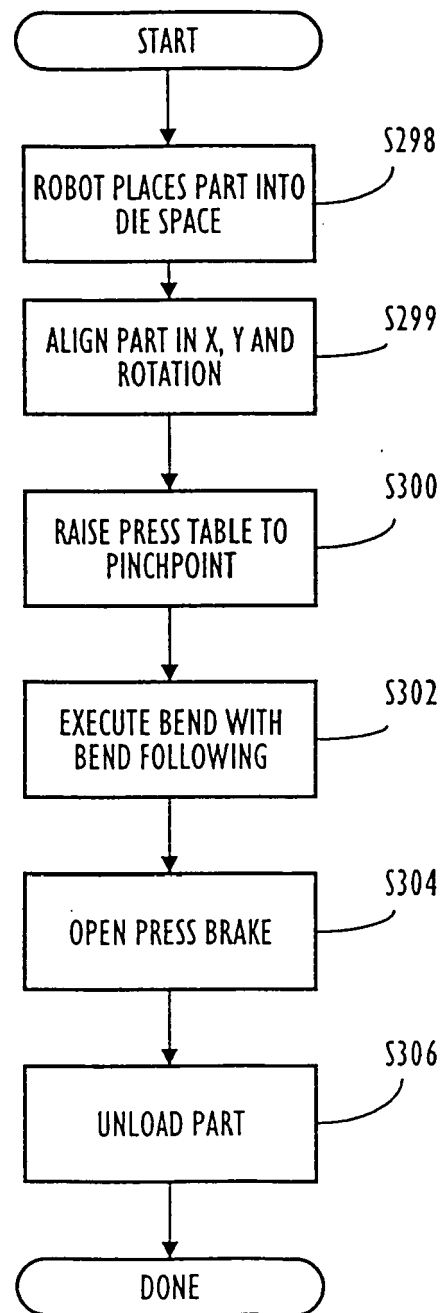 START
S298
ROBOT PLACES PART INTO
DIE SPACE
S299
ALIGN PART IN X, Y AND
ROTATION
S300
RAISE PRESS TABLE TO
PINCHPOINT
S302
EXECUTE BEND WITH
BEND FOLLOWING
S304
OPEN PRESS BRAKE
S306
UNLOAD PART
DONE